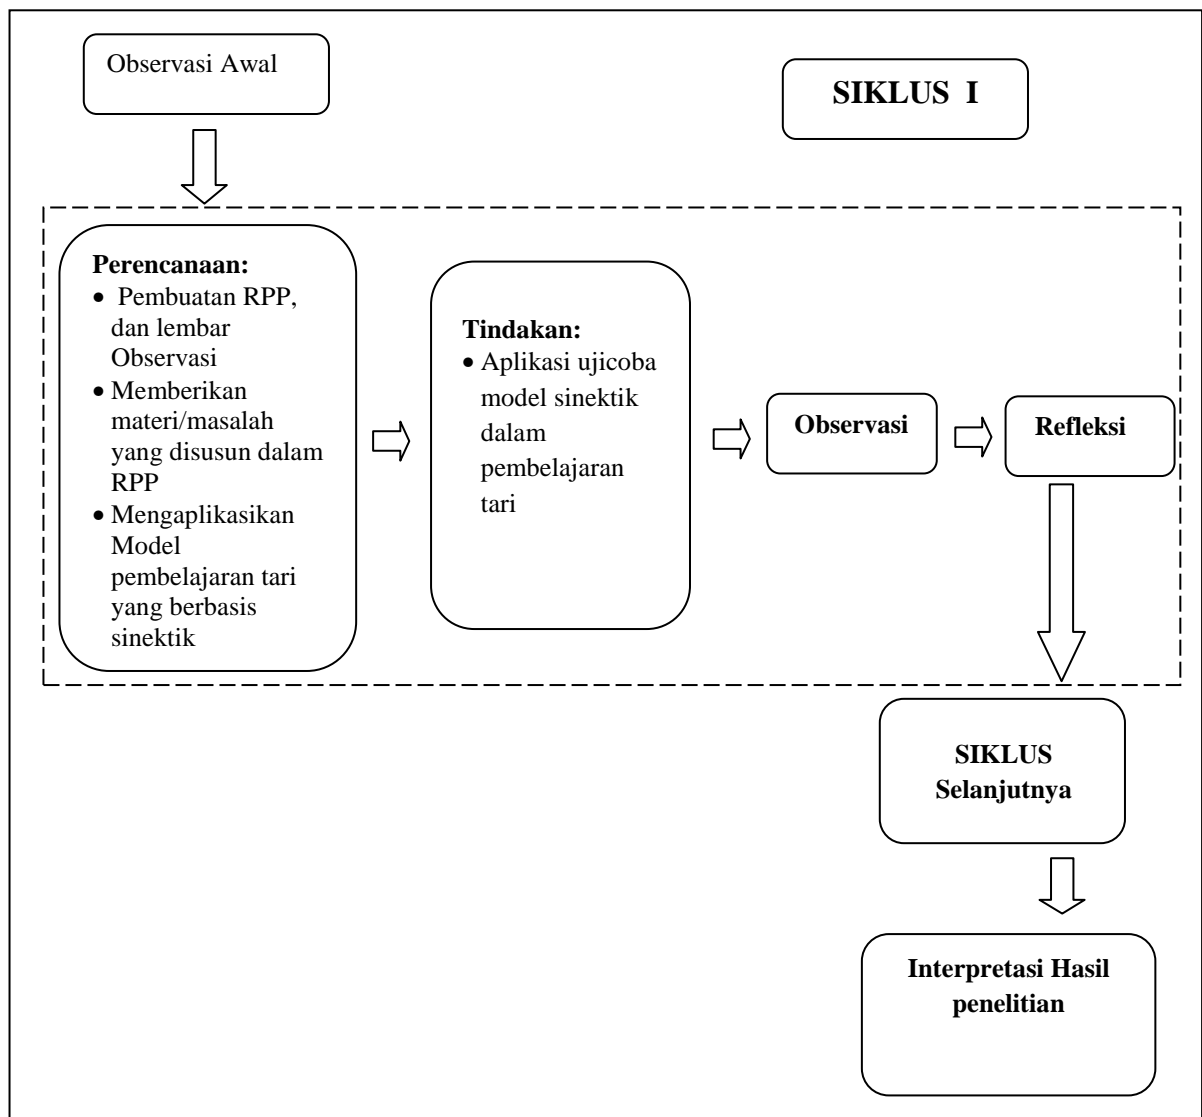 Observasi Awal
SIKLUS I
Perencanaan:
• Pembuatan RPP,
dan lembar
Observasi
• Memberikan
materi/masalah
yang disusun dalam
RPP
• Mengaplikasikan
Model
pembelajaran tari
yang berbasis
sinektik
Tindakan:
• Aplikasi ujicoba
model sinektik
dalam
pembelajaran
tari
Observasi
Refleksi
SIKLUS
Selanjutnya
Interpretasi Hasil
penelitian